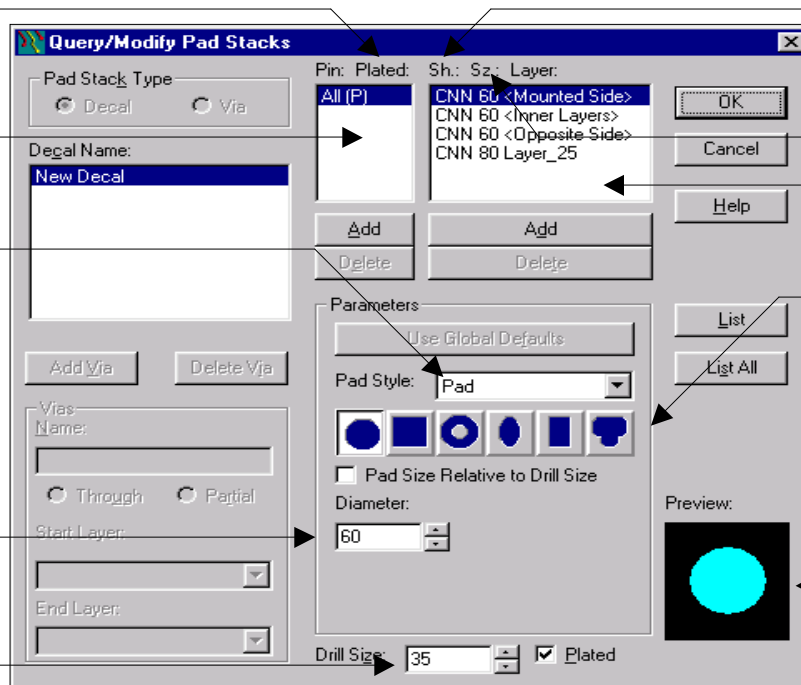 Query/Modify Pad Stacks
Pad Stack Type
Decal
Via
Decal Name:
New Decal
Add Via
Delete Via
Vias
Name:
Through
Partial
Start Layer:
End Layer:
Pin: Plated:
All (P)
Add
Delete
Sh.: Sz.: Layer:
CNN 60 <Mounted Side>
CNN 60 <Inner Layers>
CNN 60 <Opposite Side>
CNN 80 Layer_25
Add
Delete
Parameters
Use Global Defaults
Pad Style:
Pad
Pad Size Relative to Drill Size
Diameter:
60
Drill Size:
35
Plated
OK
Cancel
Help
List
List All
Preview: